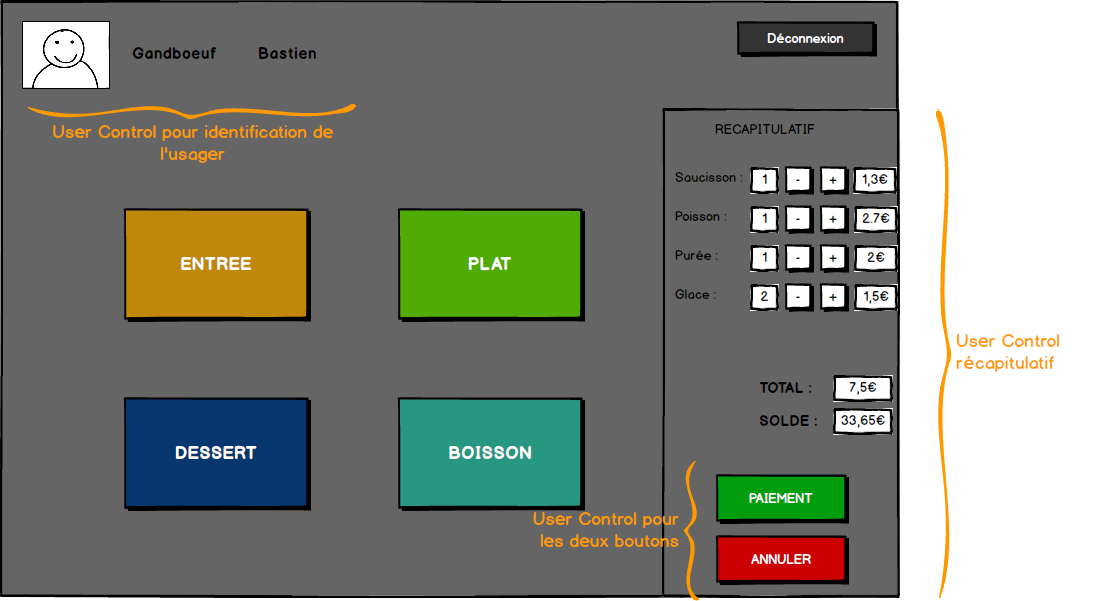 Gandboeuf Bastien
Déconnexion
User Control pour identification de
l'usager
RECAPITULATIF
Saucisson : 1 - + 1,3€
Poisson : 1 - + 2.7€
Purée : 1 - + 2€
Glace : 2 - + 1,5€
ENTREE
PLAT
DESSERT
BOISSON
TOTAL : 7,5€
SOLDE : 33,65€
PAIEMENT
ANNULER
User Control pour
les deux boutons
User Control
récapitulatif